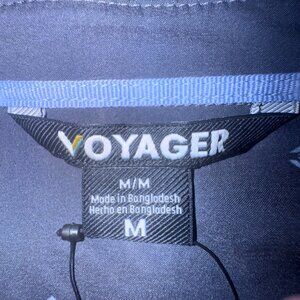 VOYAGER
M/M
Made in Bangladesh
Hecho en Bangladesh
M